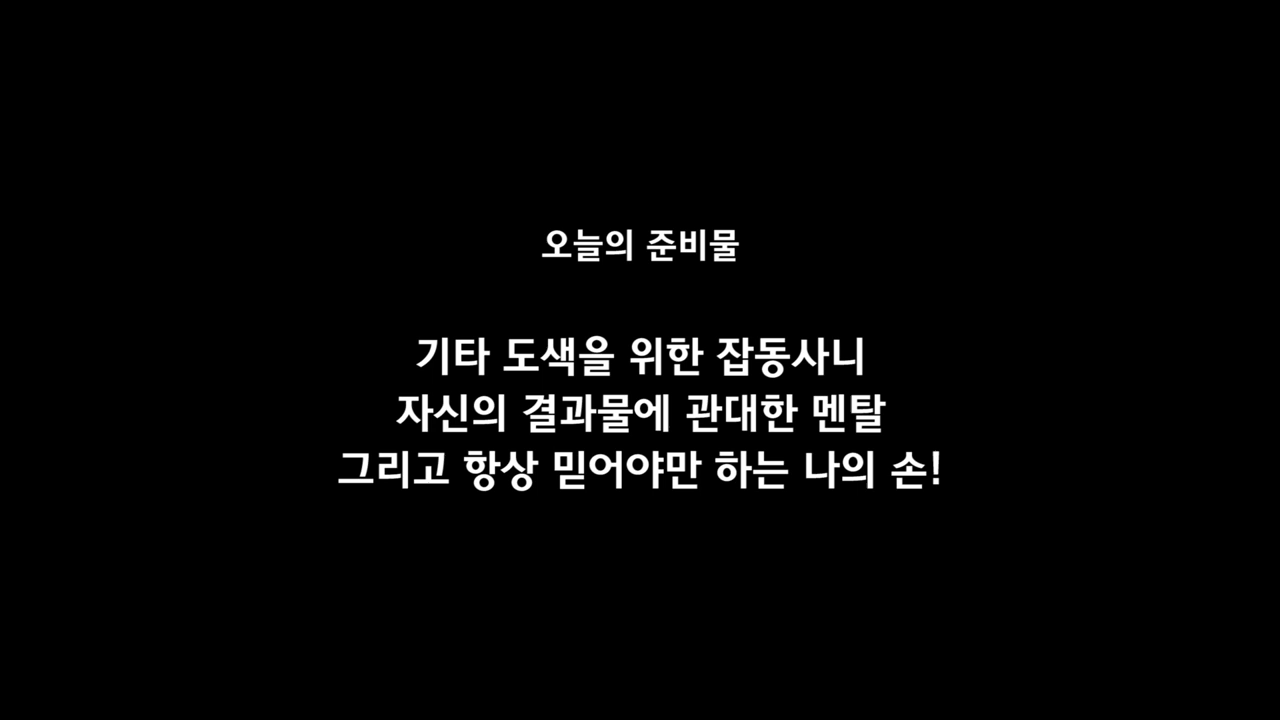 오늘의 준비물
기타 도색을 위한 잡동사니
자신의 결과물에 관대한 멘탈
그리고 항상 믿어야만 하는 나의 손!